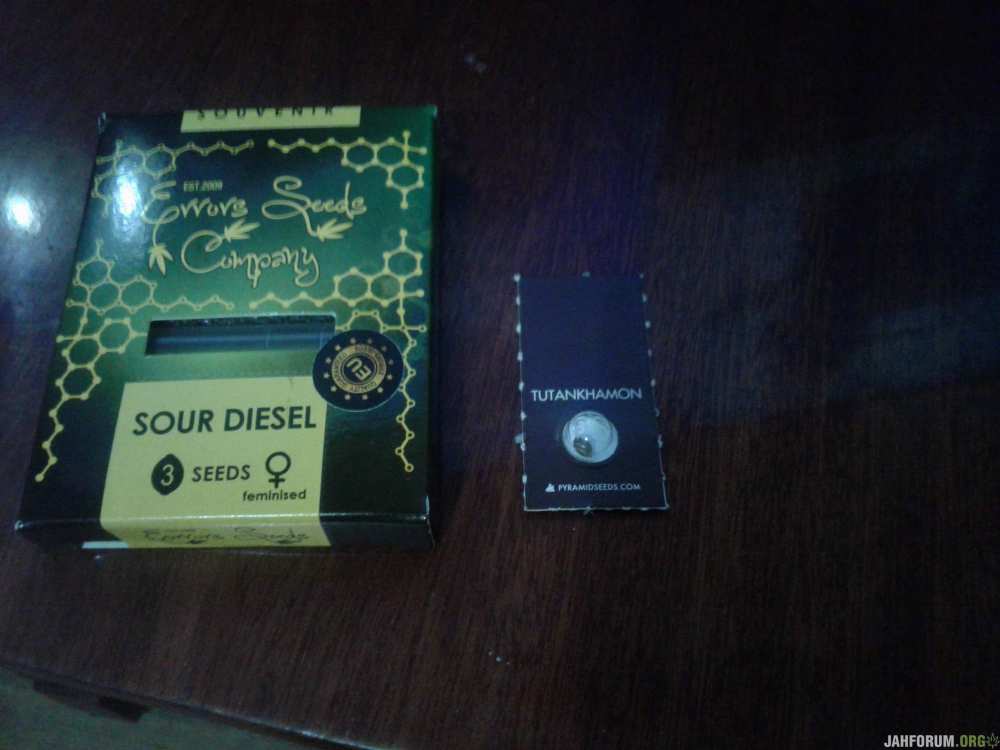 SOUVENIR
EST.2009
Errors Seeds
Company
SOUR DIESEL
3 SEEDS
feminised
Errors Seeds
TUTANKHAMON
PYRAMIDSEEDS.COM
JAHFORUM.ORG